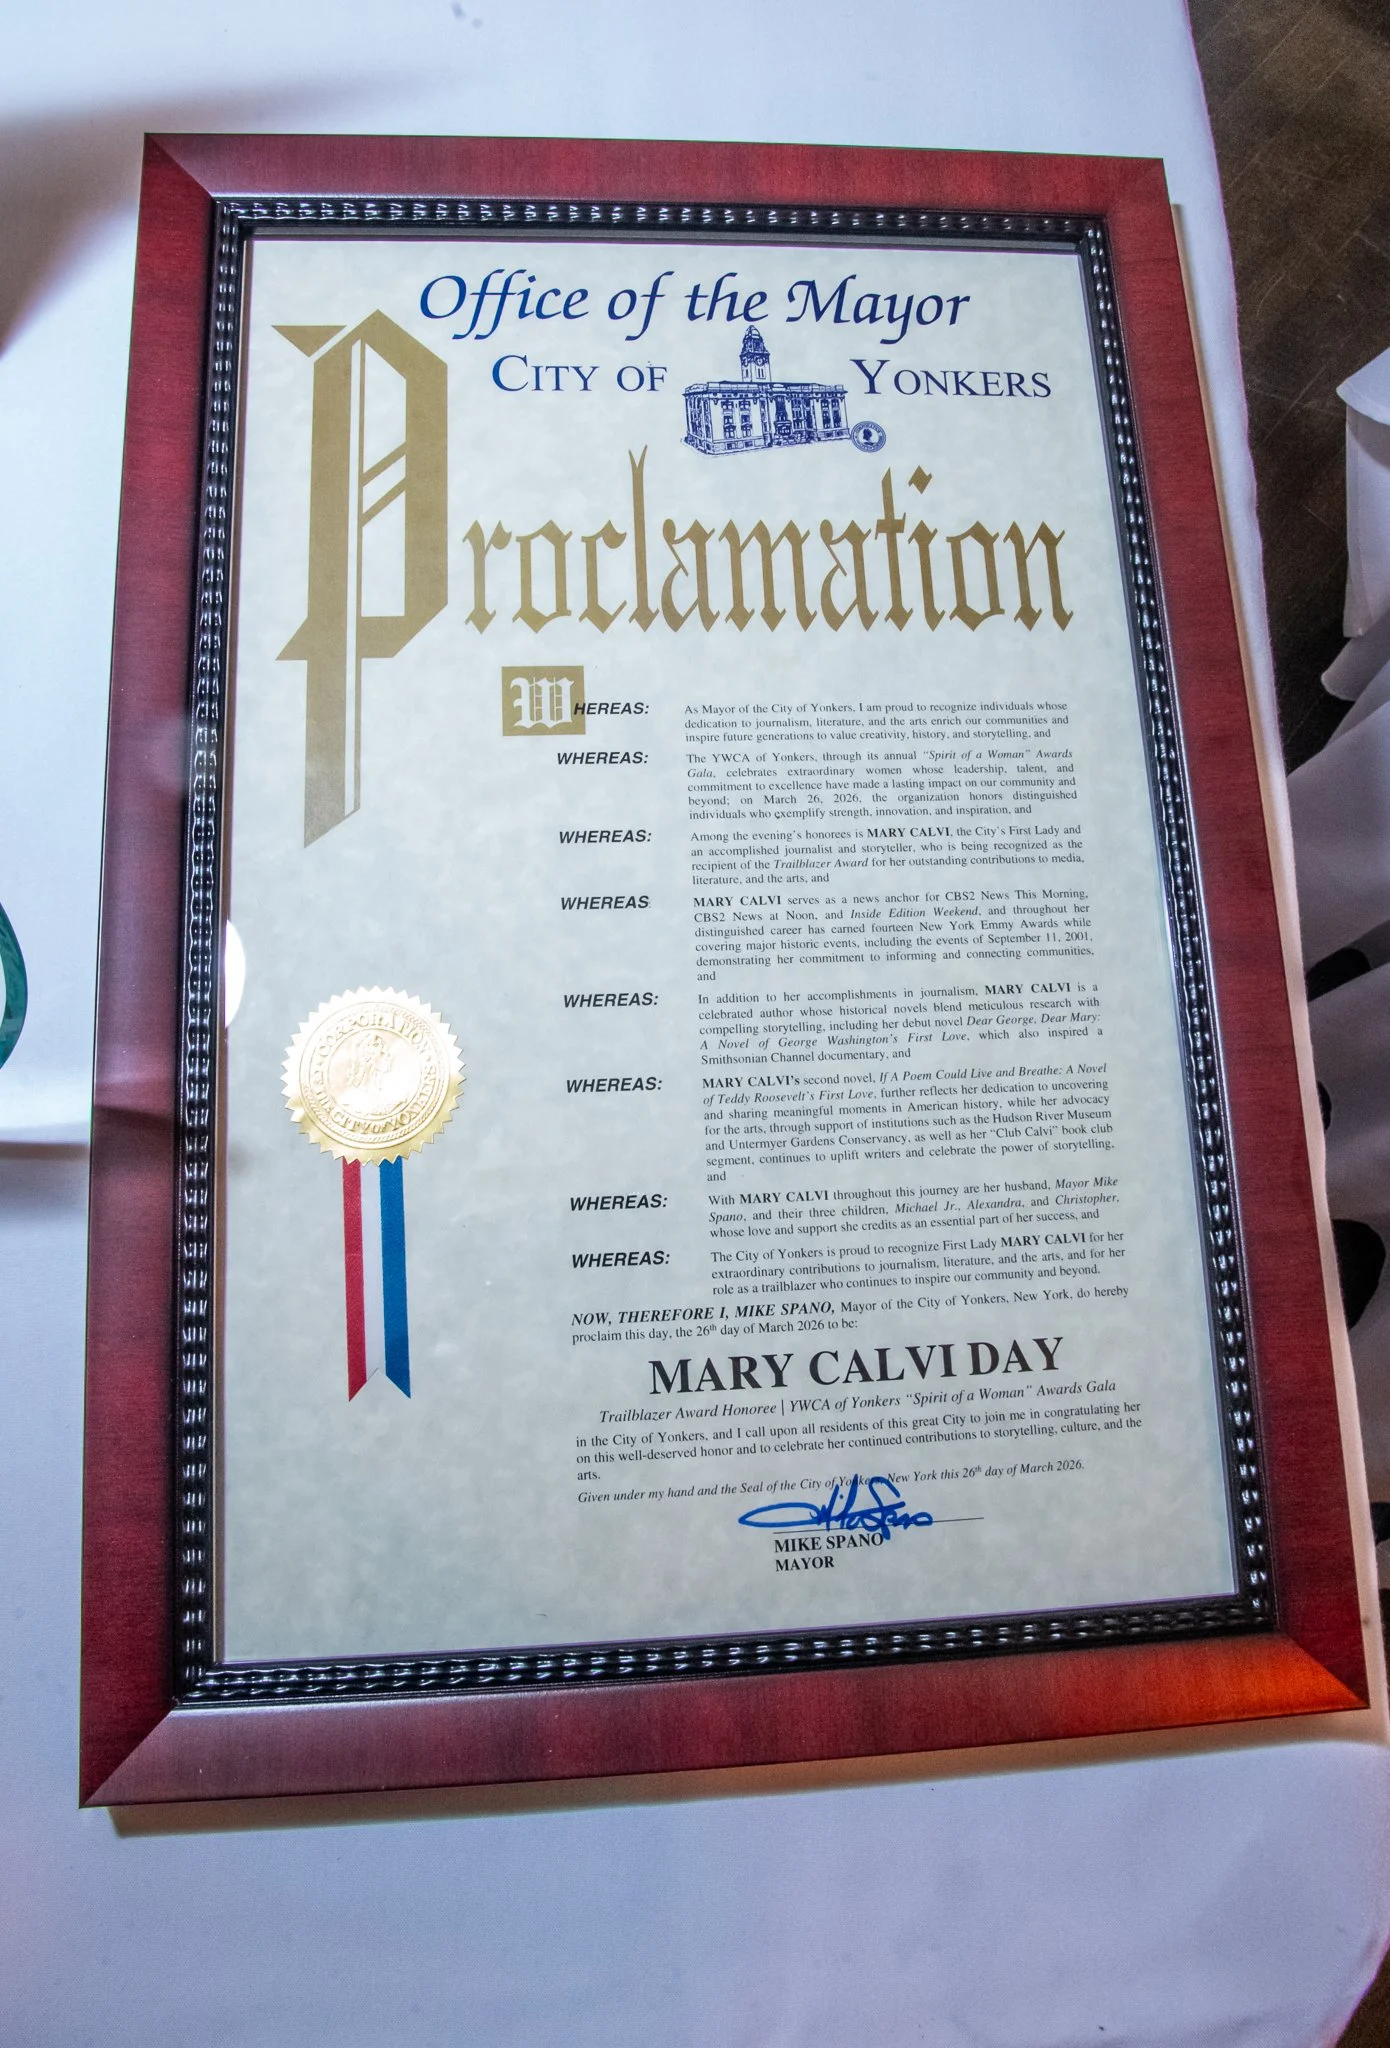 Office of the Mayor
CITY OF YONKERS
Proclamation
WHEREAS: As Mayor of the City of Yonkers, I am proud to recognize individuals whose
dedication to journalism, literature, and the arts enrich our communities and
inspire future generations to value creativity, history, and storytelling, and
WHEREAS: The YWCA of Yonkers, through its annual "Spirit of a Woman" Awards
Gala, celebrates extraordinary women whose leadership, talent, and
commitment to excellence have made a lasting impact on our community and
beyond; on March 26, 2026, the organization honors distinguished
individuals who exemplify strength, innovation, and inspiration, and
WHEREAS: Among the evening's honorees is MARY CALVI, the City's First Lady and
an accomplished journalist and storyteller, who is being recognized as the
recipient of the Trailblazer Award for her outstanding contributions to media,
literature, and the arts, and
WHEREAS: MARY CALVI serves as a news anchor for CBS2 News This Morning,
CBS2 News at Noon, and Inside Edition Weekend, and throughout her
distinguished career has earned fourteen New York Emmy Awards while
covering major historic events, including the events of September 11, 2001,
demonstrating her commitment to informing and connecting communities,
and
WHEREAS: In addition to her accomplishments in journalism, MARY CALVI is a
celebrated author whose historical novels blend meticulous research with
compelling storytelling, including her debut novel Dear George, Dear Mary:
A Novel of George Washington's First Love, which also inspired a
Smithsonian Channel documentary, and
WHEREAS: MARY CALVI's second novel, If A Poem Could Live and Breathe: A Novel
of Teddy Roosevelt's First Love, further reflects her dedication to uncovering
and sharing meaningful moments in American history, while her advocacy
for the arts, through support of institutions such as the Hudson River Museum
and Untermyer Gardens Conservancy, as well as her "Club Calvi" book club
segment, continues to uplift writers and celebrate the power of storytelling,
and
WHEREAS: With MARY CALVI throughout this journey are her husband, Mayor Mike
Spano, and their three children, Michael Jr., Alexandra, and Christopher,
whose love and support she credits as an essential part of her success, and
WHEREAS: The City of Yonkers is proud to recognize First Lady MARY CALVI for her
extraordinary contributions to journalism, literature, and the arts, and for her
role as a trailblazer who continues to inspire our community and beyond.
NOW, THEREFORE I, MIKE SPANO, Mayor of the City of Yonkers, New York, do hereby
proclaim this day, the 26th day of March 2026 to be:
MARY CALVI DAY
Trailblazer Award Honoree | YWCA of Yonkers "Spirit of a Woman" Awards Gala
in the City of Yonkers, and I call upon all residents of this great City to join me in congratulating her
on this well-deserved honor and to celebrate her continued contributions to storytelling, culture, and the
arts.
Given under my hand and the Seal of the City of Yonkers New York this 26th day of March 2026.
Mike Spano
MIKE SPANO
MAYOR
CORPORATION
THE CITY OF YONKERS